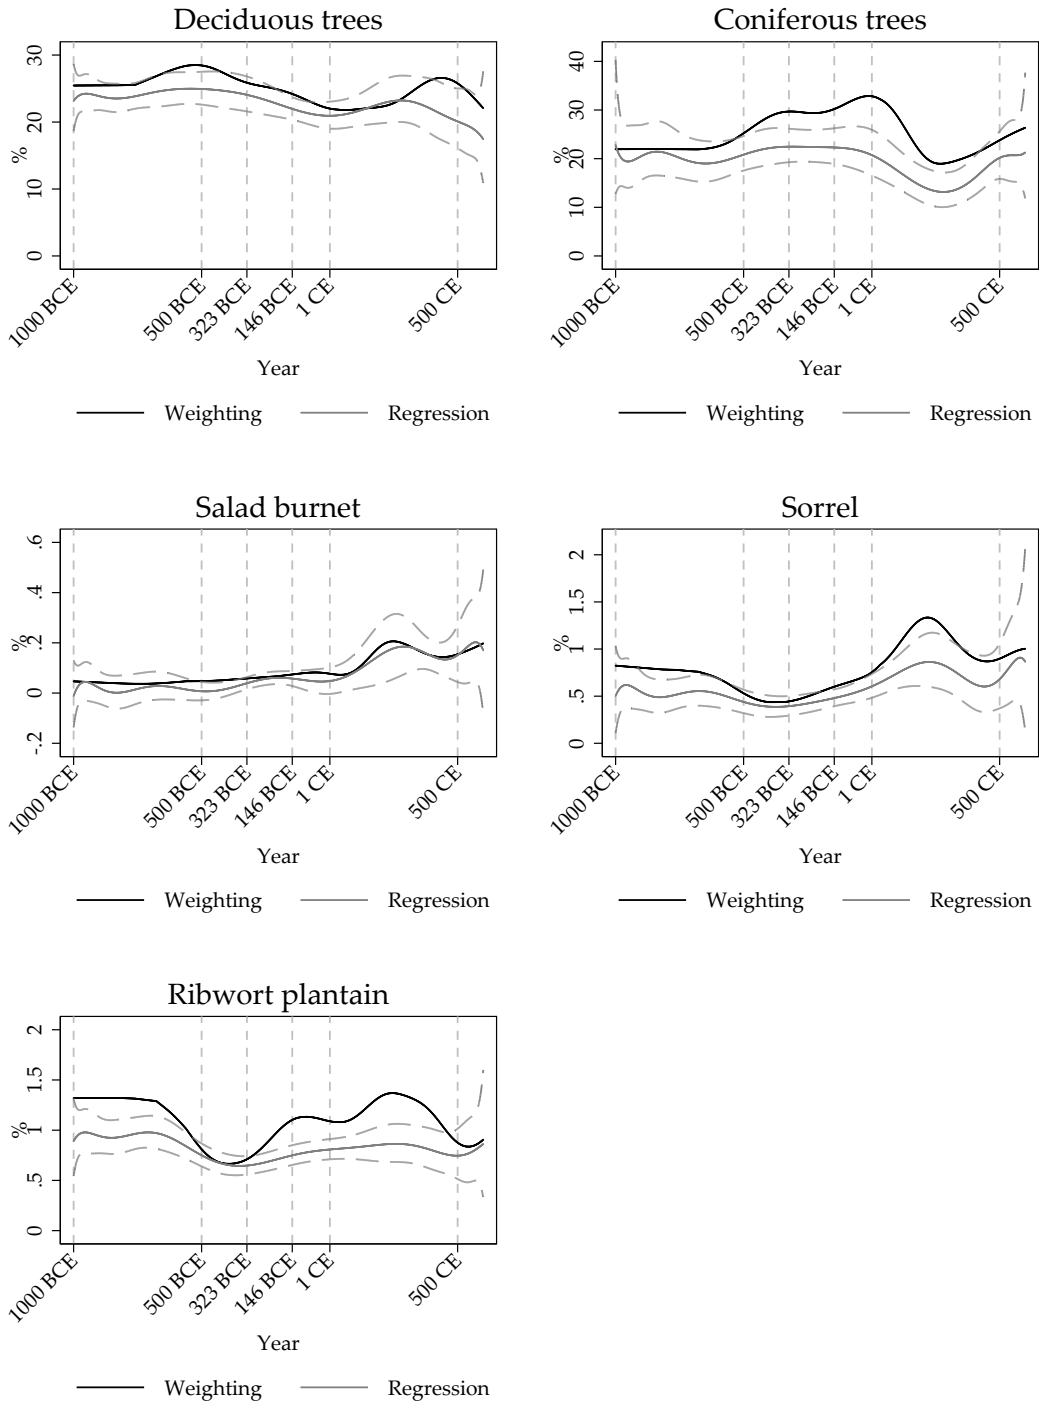 Deciduous trees
%
0 10 20 30
1000 BCE 500 BCE 323 BCE 146 BCE 1 CE 500 CE
Year
Weighting Regression
Coniferous trees
%
0 10 20 30 40
1000 BCE 500 BCE 323 BCE 146 BCE 1 CE 500 CE
Year
Weighting Regression
Salad burnet
%
-.2 0 .2 .4 .6
1000 BCE 500 BCE 323 BCE 146 BCE 1 CE 500 CE
Year
Weighting Regression
Sorrel
%
0 .5 1 1.5 2
1000 BCE 500 BCE 323 BCE 146 BCE 1 CE 500 CE
Year
Weighting Regression
Ribwort plantain
%
0 .5 1 1.5 2
1000 BCE 500 BCE 323 BCE 146 BCE 1 CE 500 CE
Year
Weighting Regression